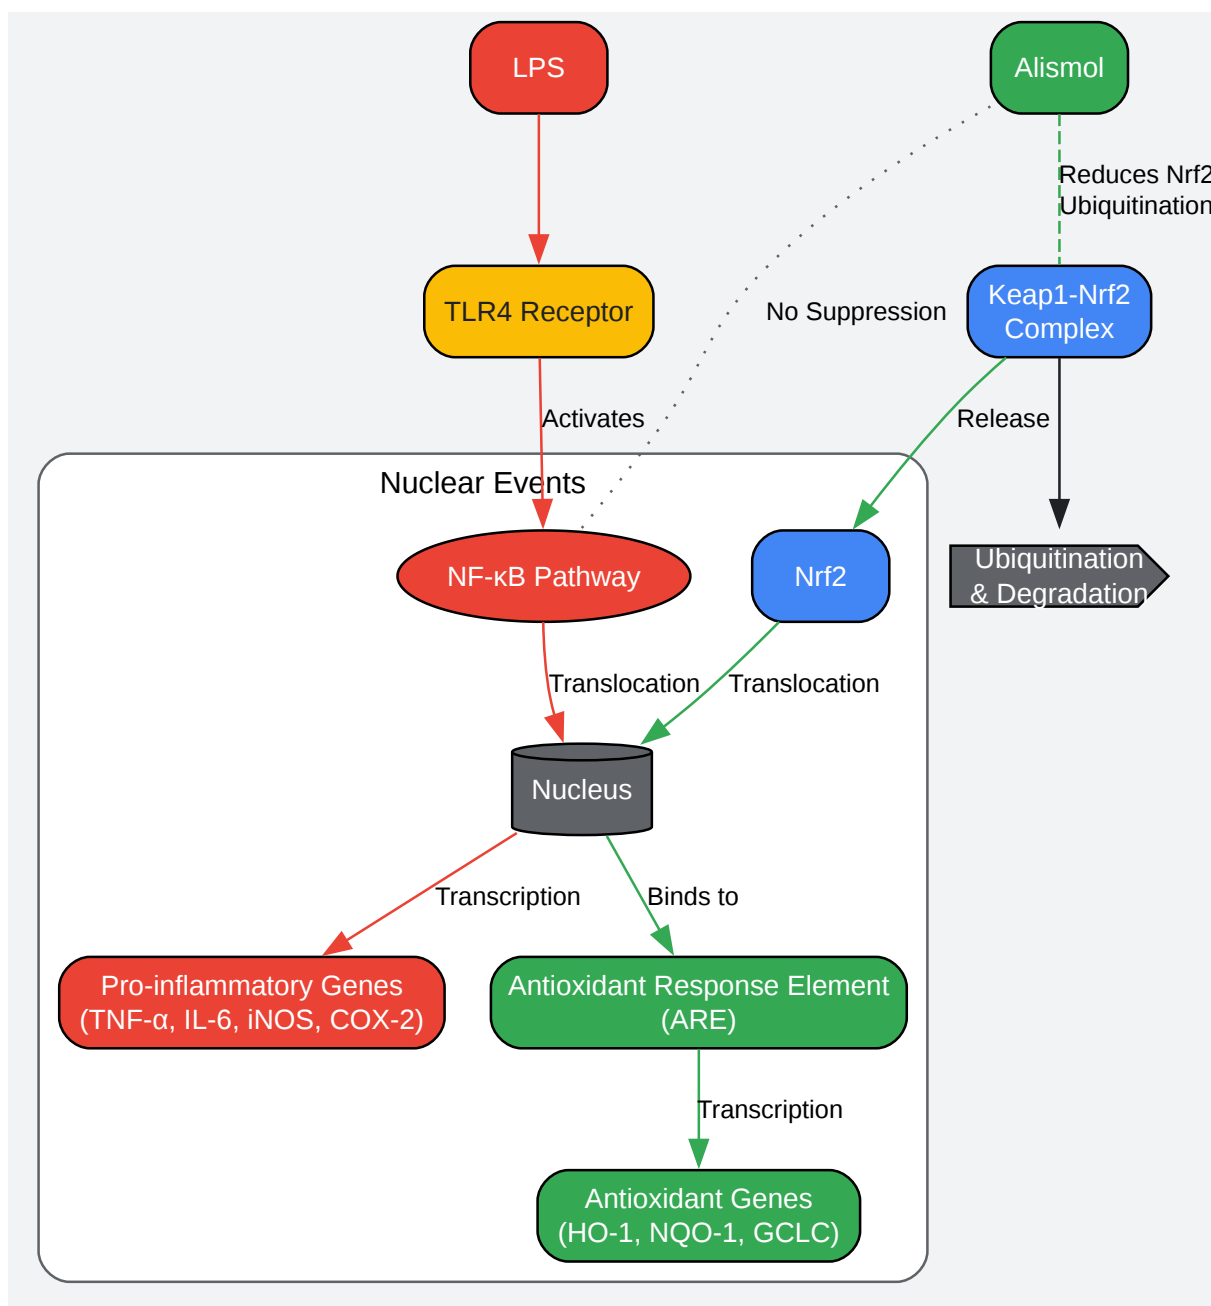 LPS
Alismol
Reduces Nrf2
Ubiquitination
TLR4 Receptor
No Suppression
Keap1-Nrf2
Complex
Activates
Release
Nuclear Events
NF-κB Pathway
Nrf2
Ubiquitination
& Degradation
Translocation
Translocation
Nucleus
Transcription
Binds to
Pro-inflammatory Genes
(TNF-α, IL-6, iNOS, COX-2)
Antioxidant Response Element
(ARE)
Transcription
Antioxidant Genes
(HO-1, NQO-1, GCLC)